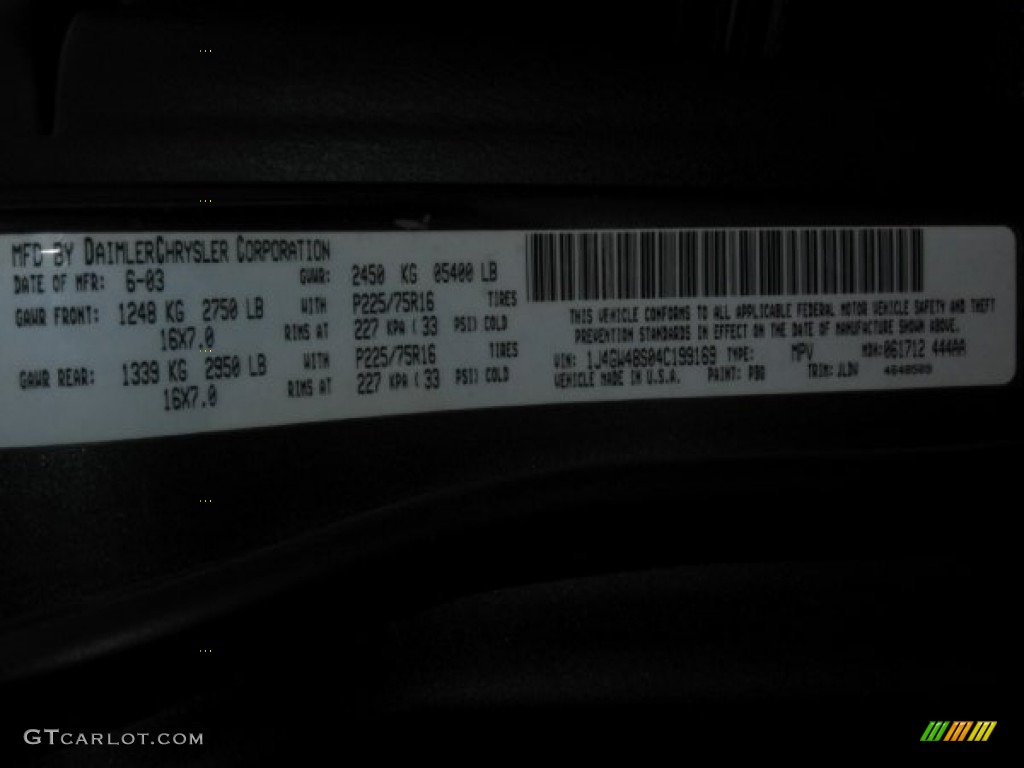 MFD BY DAIMLERCHRYSLER CORPORATION
DATE OF MFR: 6-03 GVWR: 2450 KG 05400 LB
GAWR FRONT: 1248 KG 2750 LB WITH P225/75R16 TIRES
16X7.0 RIMS AT 227 KPA ( 33 PSI) COLD
GAWR REAR: 1339 KG 2950 LB WITH P225/75R16 TIRES
16X7.0 RIMS AT 227 KPA ( 33 PSI) COLD
THIS VEHICLE CONFORMS TO ALL APPLICABLE FEDERAL MOTOR VEHICLE SAFETY AND THEFT
PREVENTION STANDARDS IN EFFECT ON THE DATE OF MANUFACTURE SHOWN ABOVE.
VIN: 1J4GW48S04C199169 TYPE: MPV MDH: 061712 444AA
VEHICLE MADE IN U.S.A. PAINT: TRIM: JLDV
GTCARLOT.COM